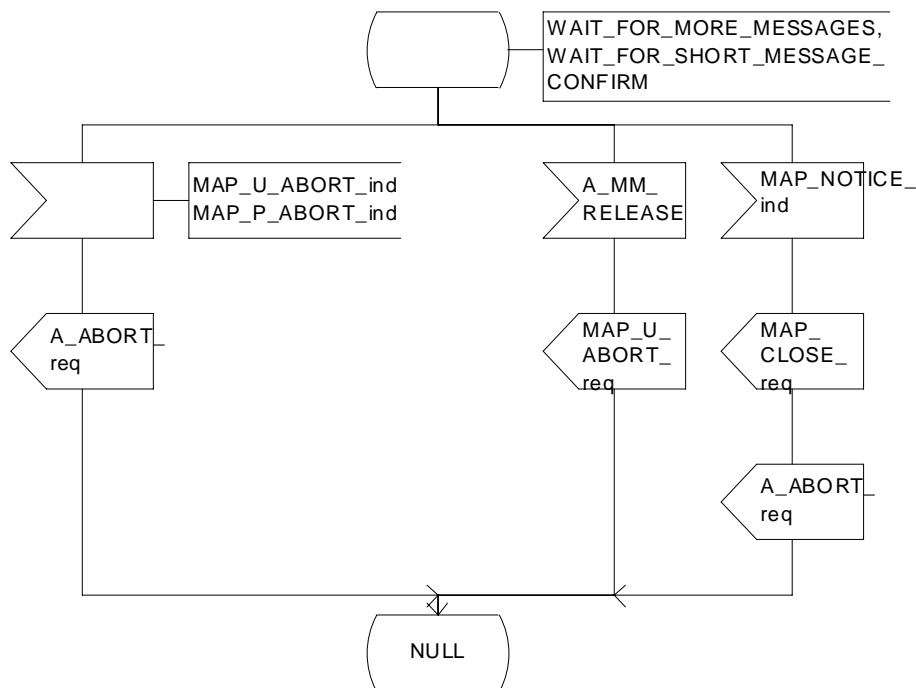 WAIT_FOR_MORE_MESSAGES,
WAIT_FOR_SHORT_MESSAGE_
CONFIRM
MAP_U_ABORT_ind
MAP_P_ABORT_ind
A_MM_
RELEASE
MAP_NOTICE_
ind
A_ABORT_
req
MAP_U_
ABORT_
req
MAP_
CLOSE_
req
A_ABORT_
req
NULL